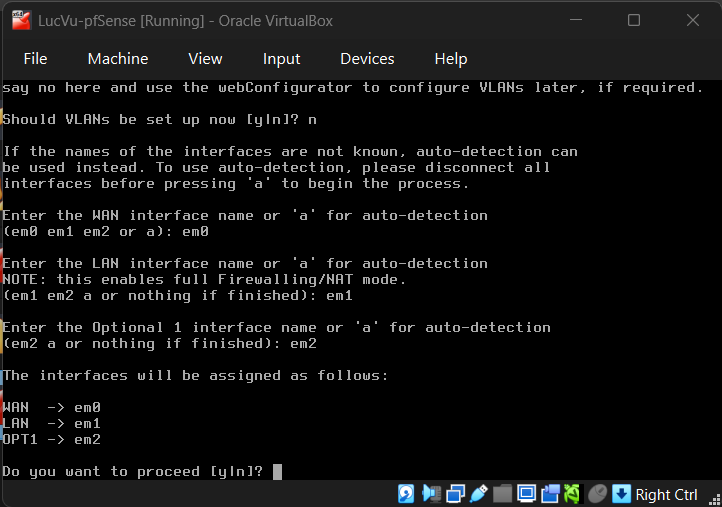 LucVu-pfSense [Running] - Oracle VirtualBox
File Machine View Input Devices Help
say no here and use the webConfigurator to configure VLANs later, if required.
Should VLANs be set up now [y|n]? n
If the names of the interfaces are not known, auto-detection can
be used instead. To use auto-detection, please disconnect all
interfaces before pressing 'a' to begin the process.
Enter the WAN interface name or 'a' for auto-detection
(em0 em1 em2 or a): em0
Enter the LAN interface name or 'a' for auto-detection
NOTE: this enables full Firewalling/NAT mode.
(em1 em2 a or nothing if finished): em1
Enter the Optional 1 interface name or 'a' for auto-detection
(em2 a or nothing if finished): em2
The interfaces will be assigned as follows:
WAN  -> em0
LAN  -> em1
OPT1 -> em2
Do you want to proceed [y|n]?
Right Ctrl